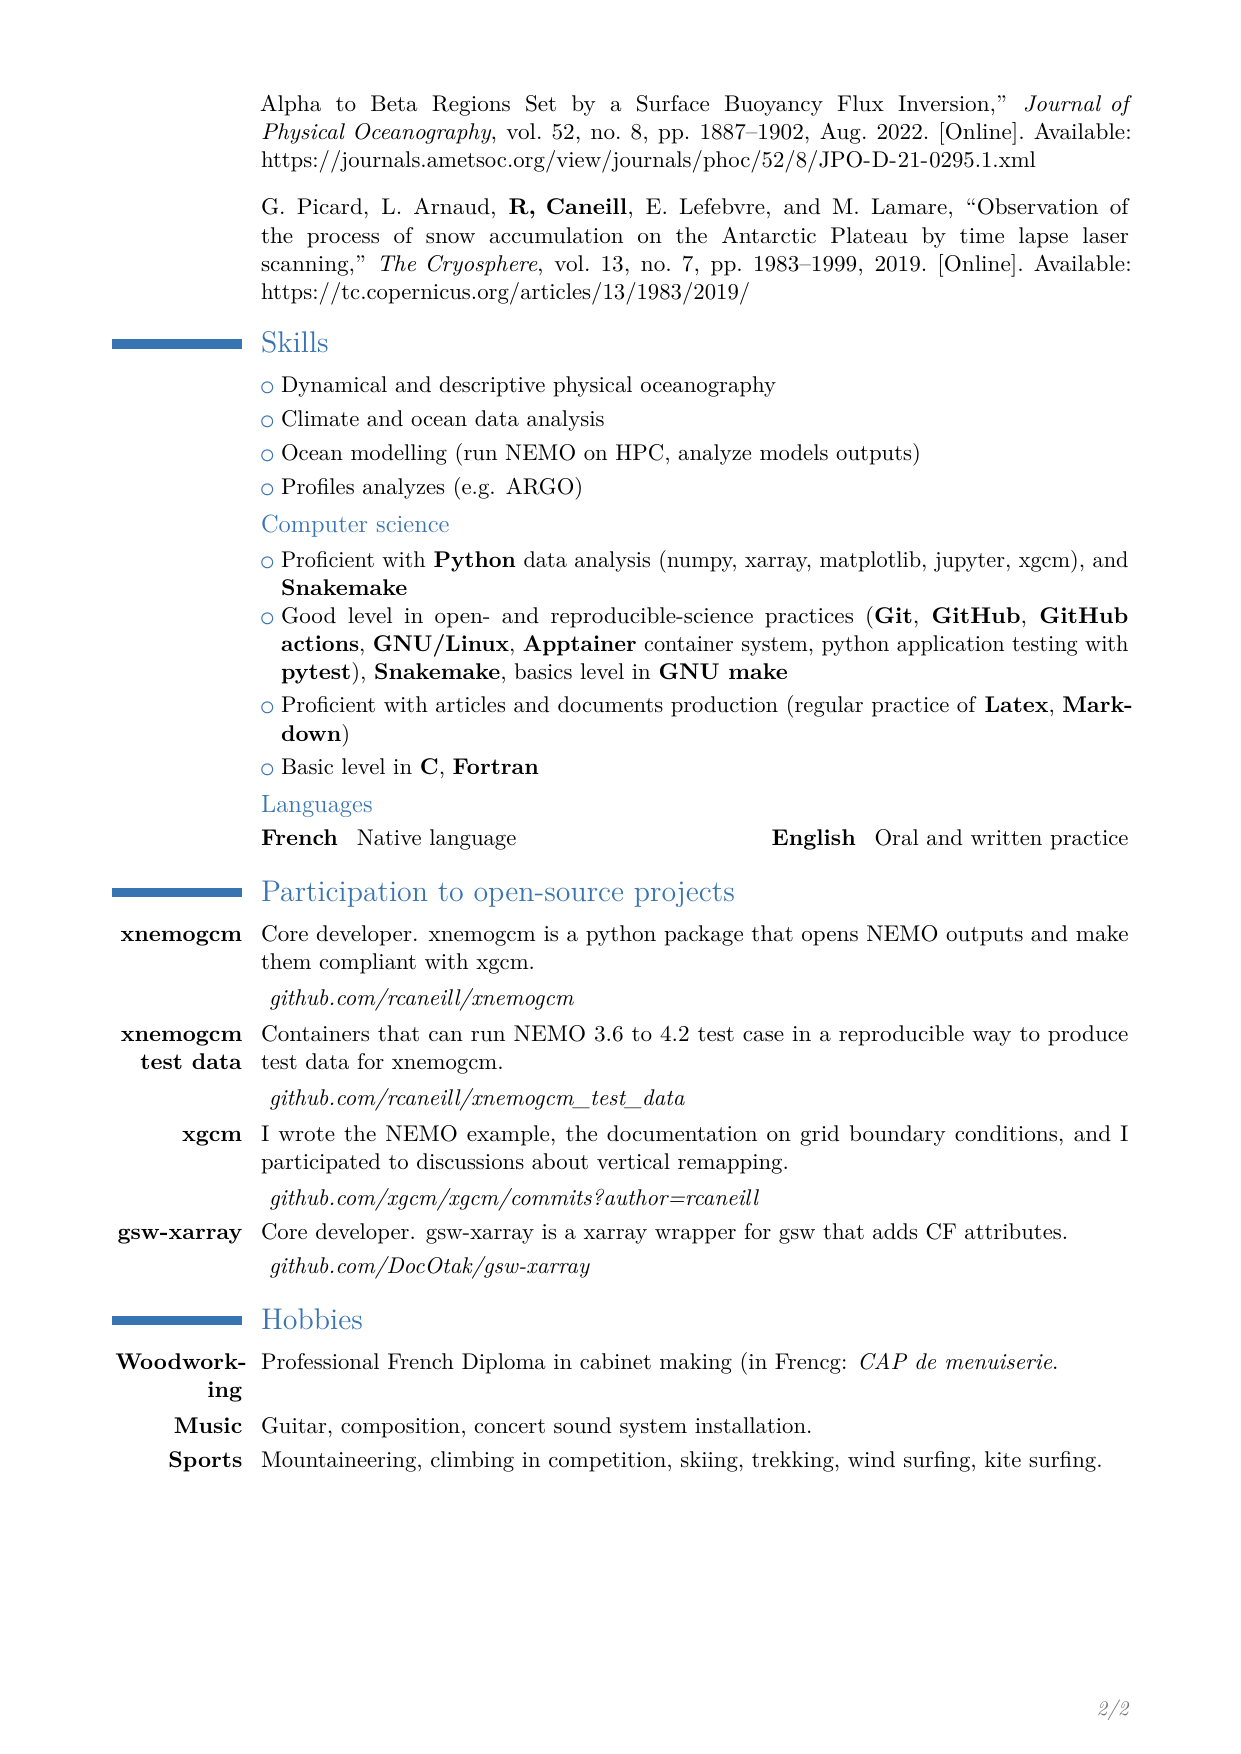 Alpha to Beta Regions Set by a Surface Buoyancy Flux Inversion,” Journal of
Physical Oceanography, vol. 52, no. 8, pp. 1887–1902, Aug. 2022. [Online]. Available:
https://journals.ametsoc.org/view/journals/phoc/52/8/JPO-D-21-0295.1.xml
G. Picard, L. Arnaud, R, Caneill, E. Lefebvre, and M. Lamare, “Observation of
the process of snow accumulation on the Antarctic Plateau by time lapse laser
scanning,” The Cryosphere, vol. 13, no. 7, pp. 1983–1999, 2019. [Online]. Available:
https://tc.copernicus.org/articles/13/1983/2019/
Skills
○ Dynamical and descriptive physical oceanography
○ Climate and ocean data analysis
○ Ocean modelling (run NEMO on HPC, analyze models outputs)
○ Profiles analyzes (e.g. ARGO)
Computer science
○ Proficient with Python data analysis (numpy, xarray, matplotlib, jupyter, xgcm), and
Snakemake
○ Good level in open- and reproducible-science practices (Git, GitHub, GitHub
actions, GNU/Linux, Apptainer container system, python application testing with
pytest), Snakemake, basics level in GNU make
○ Proficient with articles and documents production (regular practice of Latex, Mark-
down)
○ Basic level in C, Fortran
Languages
French Native language English Oral and written practice
Participation to open-source projects
xnemogcm Core developer. xnemogcm is a python package that opens NEMO outputs and make
them compliant with xgcm.
github.com/rcaneill/xnemogcm
xnemogcm Containers that can run NEMO 3.6 to 4.2 test case in a reproducible way to produce
test data test data for xnemogcm.
github.com/rcaneill/xnemogcm_test_data
xgcm I wrote the NEMO example, the documentation on grid boundary conditions, and I
participated to discussions about vertical remapping.
github.com/xgcm/xgcm/commits?author=rcaneill
gsw-xarray Core developer. gsw-xarray is a xarray wrapper for gsw that adds CF attributes.
github.com/DocOtak/gsw-xarray
Hobbies
Woodwork- Professional French Diploma in cabinet making (in Frencg: CAP de menuiserie.
ing
Music Guitar, composition, concert sound system installation.
Sports Mountaineering, climbing in competition, skiing, trekking, wind surfing, kite surfing.
2/2